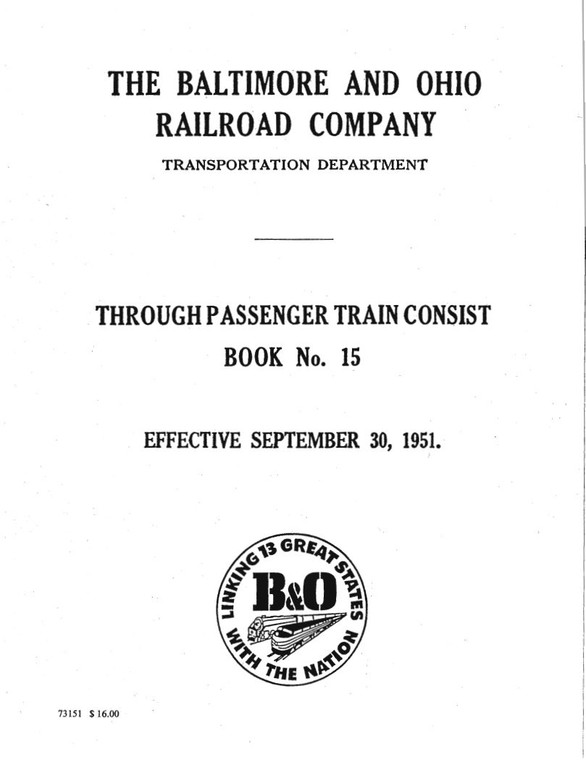 THE BALTIMORE AND OHIO
RAILROAD COMPANY
TRANSPORTATION DEPARTMENT
THROUGH PASSENGER TRAIN CONSIST
BOOK No. 15
EFFECTIVE SEPTEMBER 30, 1951.
LINKING 13 GREAT STATES
B&O
WITH THE NATION
73151 $ 16.00